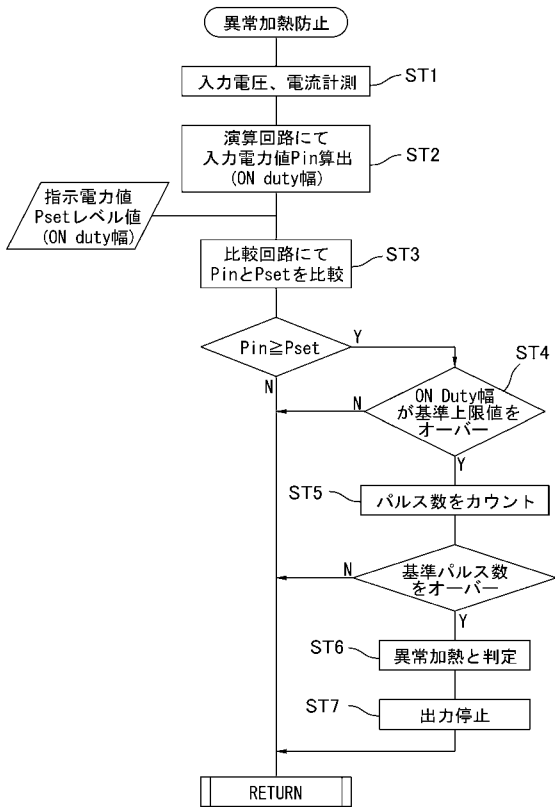 異常加熱防止
入力電圧、電流計測
ST1
演算回路にて
入力電力値Pin算出
(ON duty幅)
ST2
指示電力値
Psetレベル値
(ON duty幅)
比較回路にて
PinとPsetを比較
ST3
Pin≧Pset
Y
N
ST4
ON Duty幅
が基準上限値を
オーバー
N
Y
ST5
パルス数をカウント
基準パルス数
をオーバー
N
Y
ST6
異常加熱と判定
ST7
出力停止
RETURN